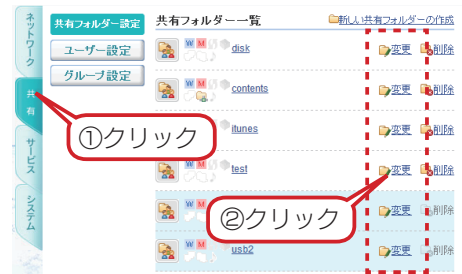 ネットワーク
共有
サービス
システム
共有フォルダー設定
ユーザー設定
グループ設定
共有フォルダー一覧
新しい共有フォルダーの作成
W M disk 変更 削除
W M contents 変更 削除
W M itunes 変更 削除
W M test 変更 削除
W M 変更 削除
W M usb2 変更 削除
①クリック
②クリック